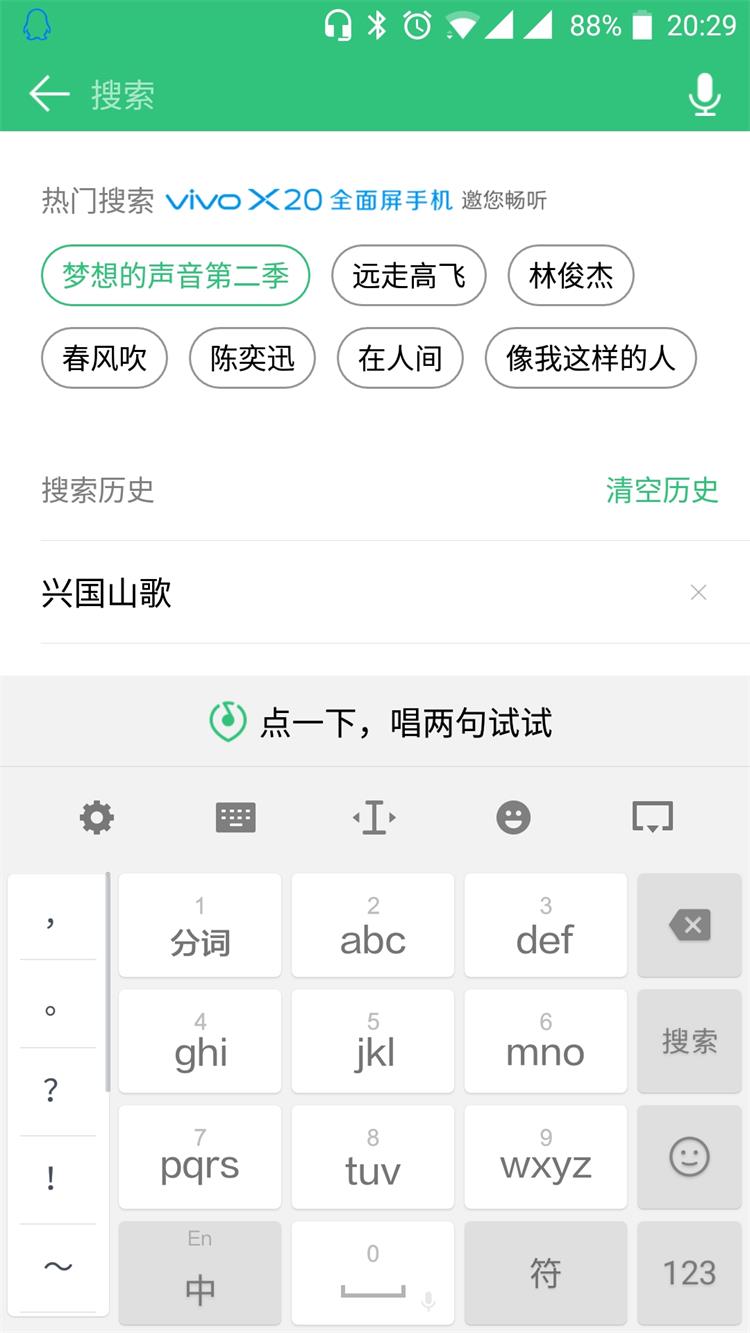 88% 20:29
搜索
热门搜索 vivo X20 全面屏手机 邀您畅听
梦想的声音第二季 远走高飞 林俊杰
春风吹 陈奕迅 在人间 像我这样的人
搜索历史 清空历史
兴国山歌
点一下，唱两句试试
， 1 2 3
分词 abc def
。 4 5 6 搜索
ghi jkl mno
？ 7 8 9
pqrs tuv wxyz
！
～ En 0 符 123
中